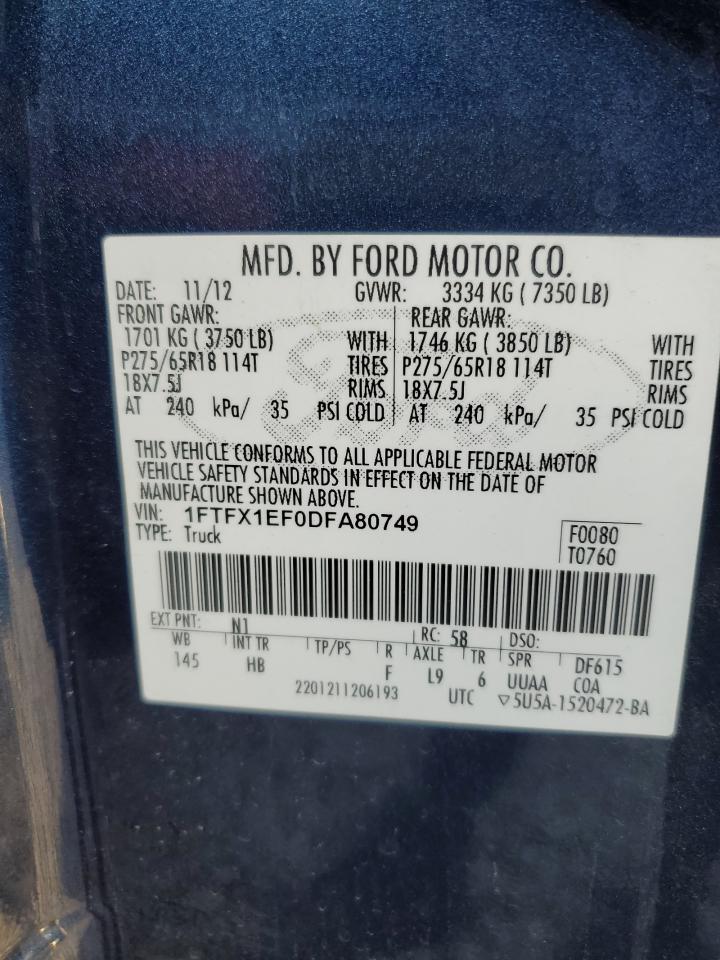 MFD. BY FORD MOTOR CO.
DATE: 11/12 GVWR: 3334 KG ( 7350 LB)
FRONT GAWR: REAR GAWR:
1701 KG ( 3750 LB) WITH 1746 KG ( 3850 LB) WITH
P275/65R18 114T TIRES P275/65R18 114T TIRES
18X7.5J RIMS 18X7.5J RIMS
AT 240 kPa/ 35 PSI COLD AT 240 kPa/ 35 PSI COLD
THIS VEHICLE CONFORMS TO ALL APPLICABLE FEDERAL MOTOR
VEHICLE SAFETY STANDARDS IN EFFECT ON THE DATE OF
MANUFACTURE SHOWN ABOVE.
VIN: 1FTFX1EF0DFA80749
TYPE: Truck
F0080
T0760
EXT PNT: N1 RC: 58 DSO:
WB INT TR TP/PS R AXLE TR SPR DF615
145 HB F L9 6 UUAA COA
2201211206193 UTC ▽5U5A-1520472-BA
Ford